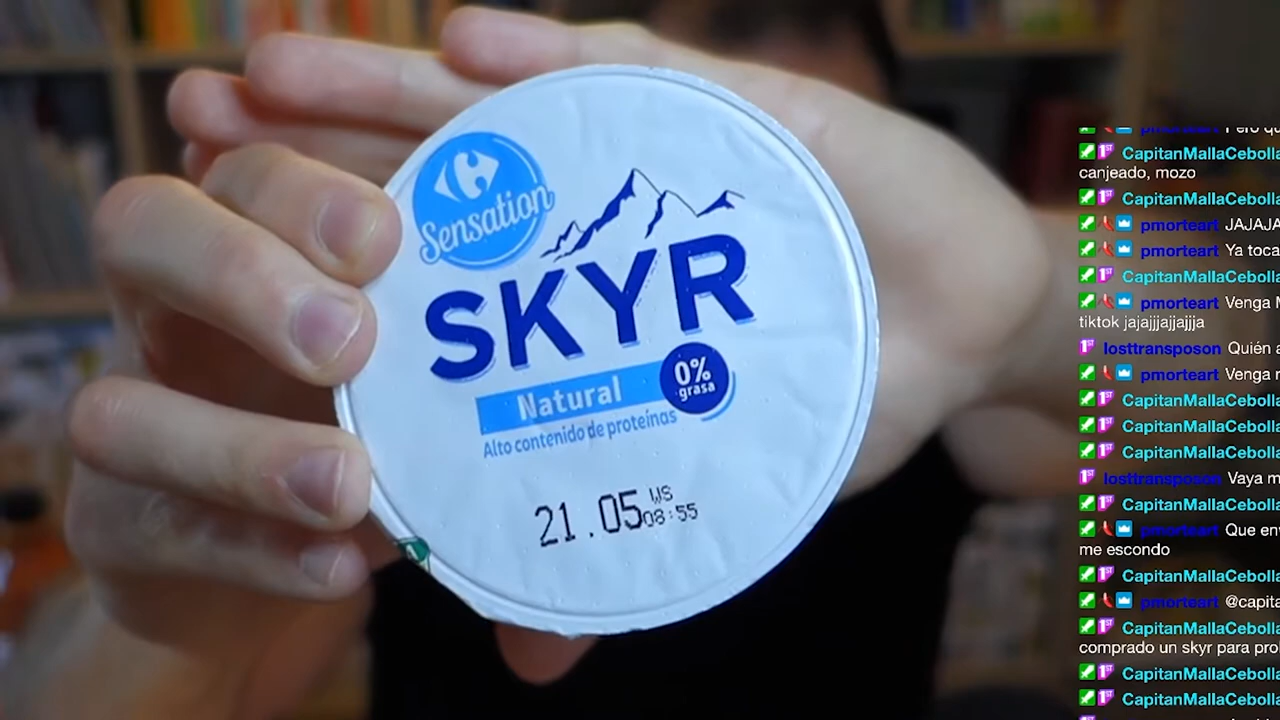 Sensation
SKYR
Natural
0%
grasa
Alto contenido de proteínas
21.05
WS
08:55
CapitanMallaCebolla
canjeado, mozo
CapitanMallaCebolla
pmorteart JAJAJA
pmorteart Ya toca
CapitanMallaCebolla
pmorteart Venga
tiktok jajajjjajjajjja
losttransposon Quién
pmorteart Venga
CapitanMallaCebolla
CapitanMallaCebolla
CapitanMallaCebolla
losttransposon Vaya
CapitanMallaCebolla
pmorteart Que
me escondo
CapitanMallaCebolla
pmorteart
CapitanMallaCebolla
comprado un skyr para
CapitanMallaCebolla
CapitanMallaCebolla